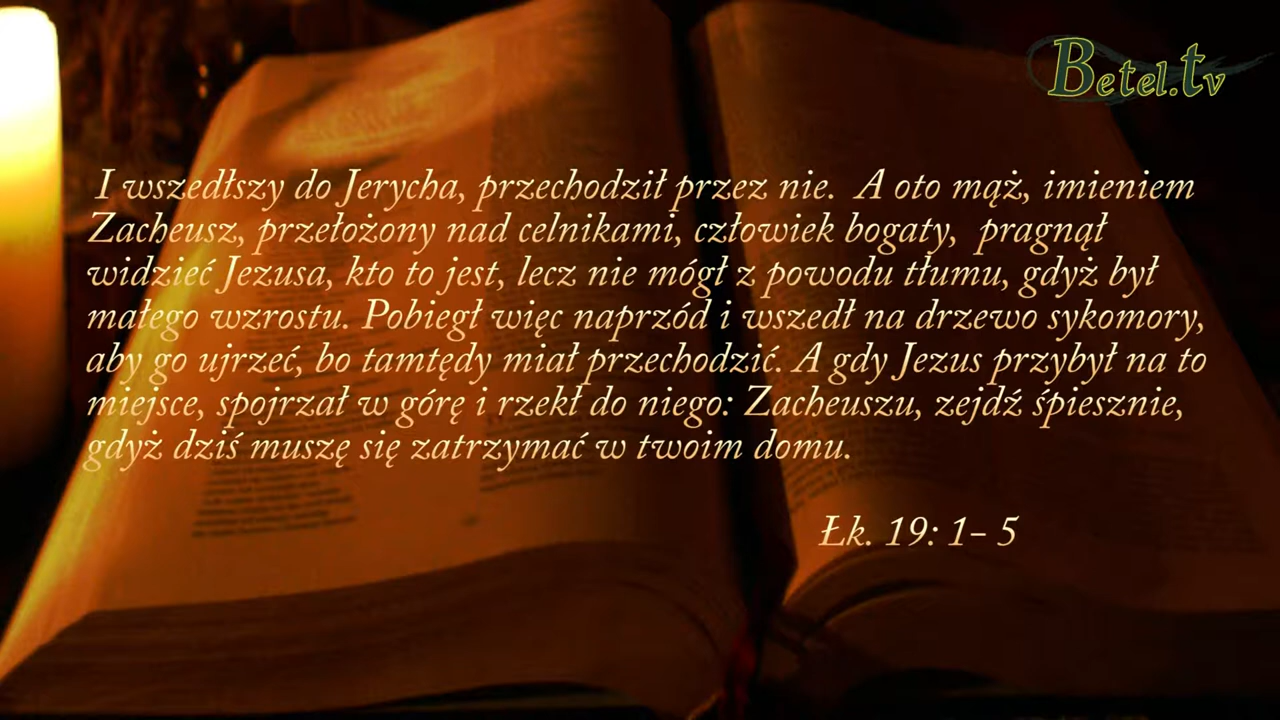 Betel.tv
I wszedłszy do Jerycha, przechodził przez nie. A oto mąż, imieniem
Zacheusz, przełożony nad celnikami, człowiek bogaty, pragnął
widzieć Jezusa, kto to jest, lecz nie mógł z powodu tłumu, gdyż był
małego wzrostu. Pobiegł więc naprzód i wszedł na drzewo sykomory,
aby go ujrzeć, bo tamtędy miał przechodzić. A gdy Jezus przybył na to
miejsce, spojrzał w górę i rzekł do niego: Zacheuszu, zejdź śpiesznie,
gdyż dziś muszę się zatrzymać w twoim domu.
Łk. 19: 1- 5